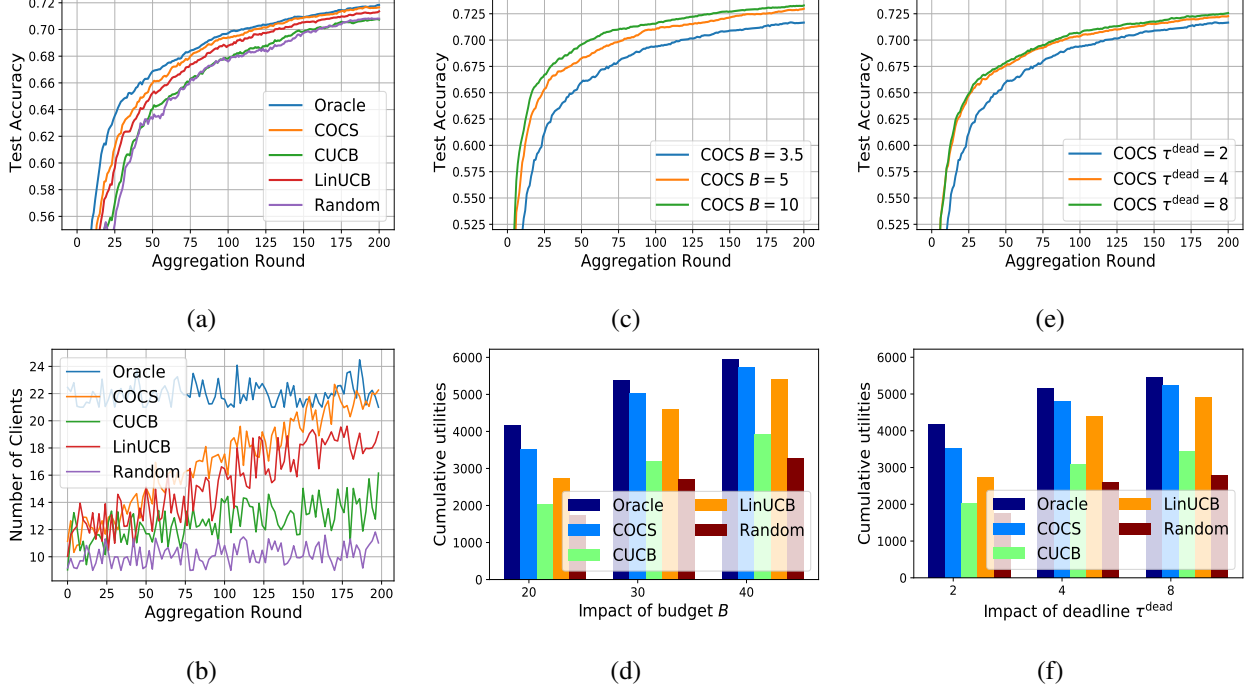 0.72
0.70
0.68
0.66
0.64
0.62
0.60
0.58
0.56
Test Accuracy
Oracle
COCS
CUCB
LinUCB
Random
0 25 50 75 100 125 150 175 200
Aggregation Round
(a)
0.725
0.700
0.675
0.650
0.625
0.600
0.575
0.550
0.525
Test Accuracy
COCS B = 3.5
COCS B = 5
COCS B = 10
0 25 50 75 100 125 150 175 200
Aggregation Round
(c)
0.725
0.700
0.675
0.650
0.625
0.600
0.575
0.550
0.525
Test Accuracy
COCS τ^dead = 2
COCS τ^dead = 4
COCS τ^dead = 8
0 25 50 75 100 125 150 175 200
Aggregation Round
(e)
24
22
20
18
16
14
12
10
Number of Clients
Oracle
COCS
CUCB
LinUCB
Random
0 25 50 75 100 125 150 175 200
Aggregation Round
(b)
6000
5000
4000
3000
2000
1000
0
Cumulative utilities
Oracle LinUCB
COCS Random
CUCB
20 30 40
Impact of budget B
(d)
6000
5000
4000
3000
2000
1000
0
Cumulative utilities
Oracle LinUCB
COCS Random
CUCB
2 4 8
Impact of deadline τ^dead
(f)